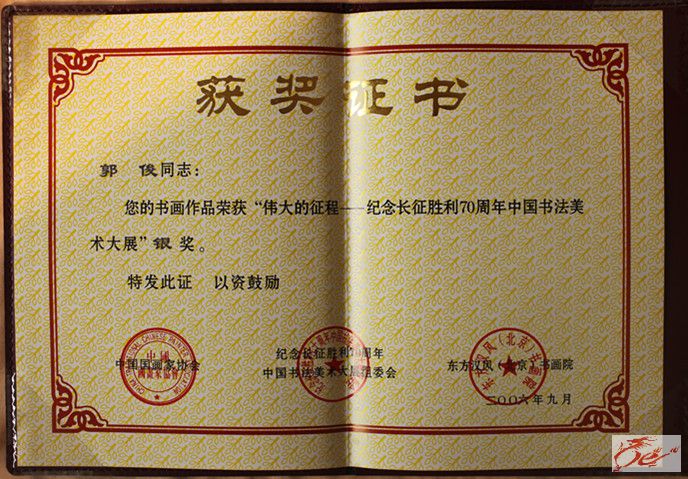 获奖证书
郭 俊同志：
您的书画作品荣获“伟大的征程——纪念长征胜利70周年中国书法美
术大展”银奖。
特发此证 以资鼓励
中国国画家协会
纪念长征胜利70周年
中国书法美术大展组委会
东方汉风（北京）书画院
二〇〇六年九月